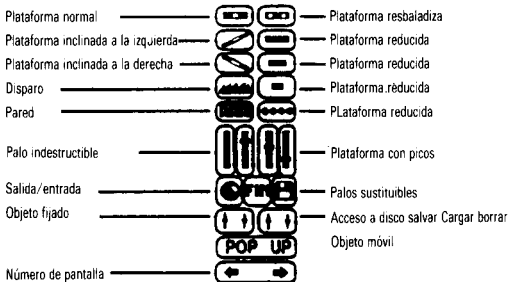 Plataforma normal
Plataforma resbaladiza
Plataforma inclinada a la izquierda
Plataforma reducida
Plataforma inclinada a la derecha
Plataforma reducida
Disparo
Plataforma.rèducida
Pared
PLataforma reducida
Palo indestructible
Plataforma con picos
Salida/entrada
FIN
Palos sustituibles
Objeto fijado
Acceso a disco salvar Cargar borrar
POP UP
Objeto móvil
Número de pantalla